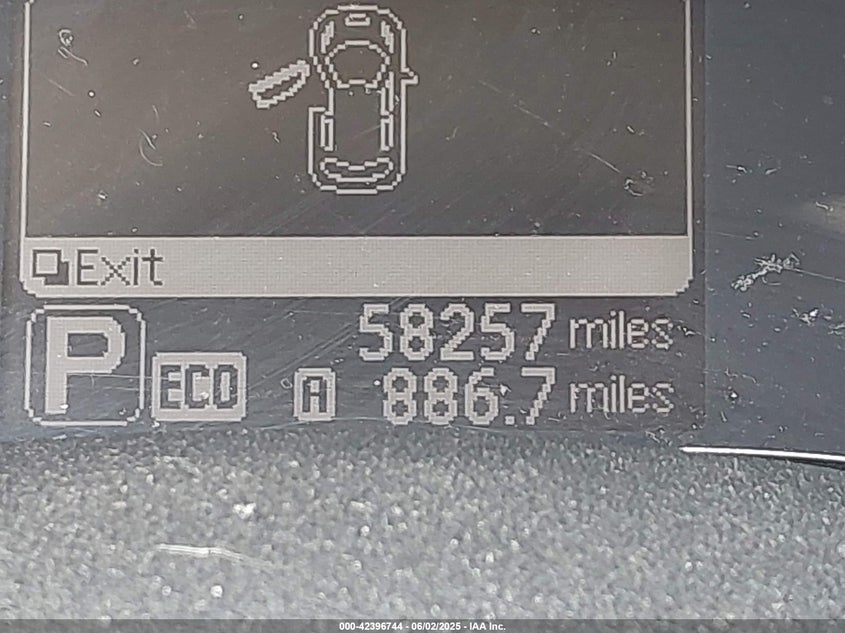 Exit
P ECO 58257 miles
A 886.7 miles
000-42396744 - 06/02/2025 - IAA Inc.